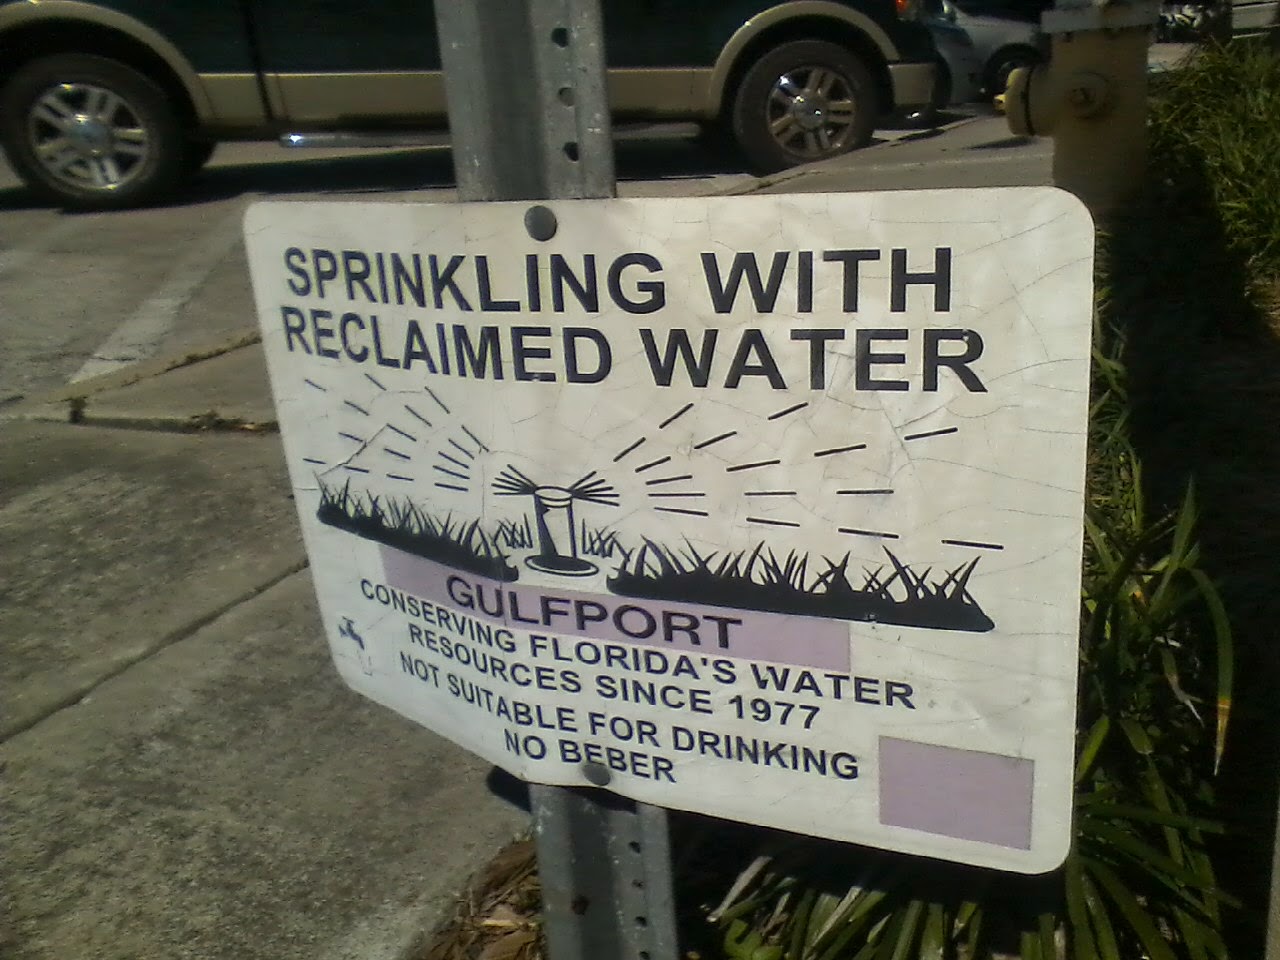 SPRINKLING WITH
RECLAIMED WATER
GULFPORT
CONSERVING FLORIDA'S WATER
RESOURCES SINCE 1977
NOT SUITABLE FOR DRINKING
NO BEBER